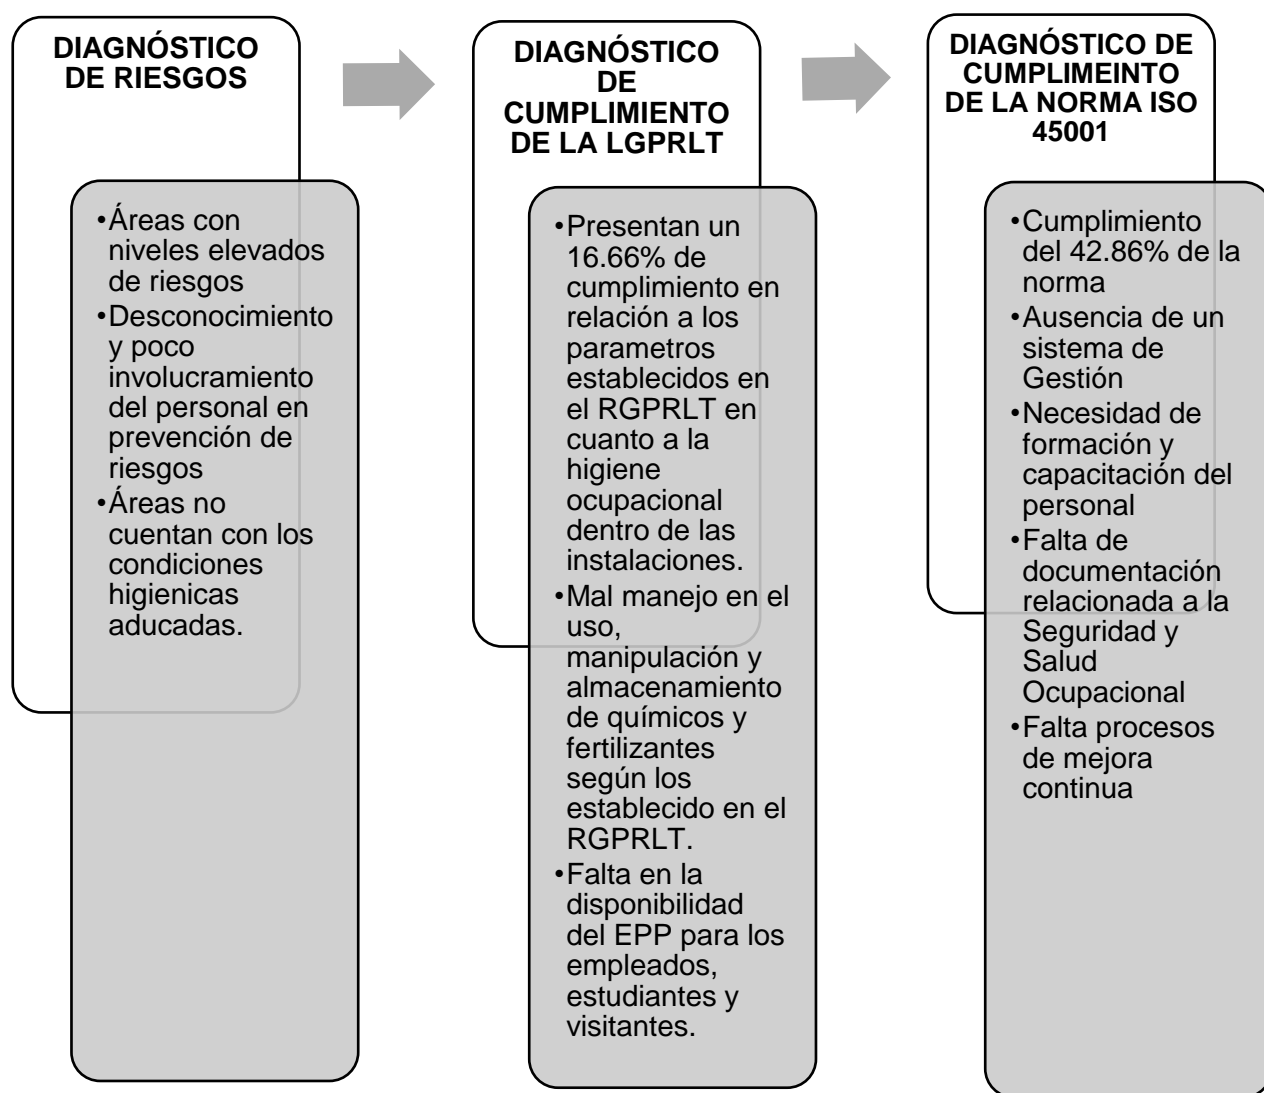 DIAGNÓSTICO
DE RIESGOS
•Áreas con
niveles elevados
de riesgos
•Desconocimiento
y poco
involucramiento
del personal en
prevención de
riesgos
•Áreas no
cuentan con los
condiciones
higienicas
aducadas.
DIAGNÓSTICO
DE
CUMPLIMIENTO
DE LA LGPRLT
•Presentan un
16.66% de
cumplimiento en
relación a los
parametros
establecidos en
el RGPRLT en
cuanto a la
higiene
ocupacional
dentro de las
instalaciones.
•Mal manejo en el
uso,
manipulación y
almacenamiento
de químicos y
fertilizantes
según los
establecido en el
RGPRLT.
•Falta en la
disponibilidad
del EPP para los
empleados,
estudiantes y
visitantes.
DIAGNÓSTICO DE
CUMPLIMEINTO
DE LA NORMA ISO
45001
•Cumplimiento
del 42.86% de la
norma
•Ausencia de un
sistema de
Gestión
•Necesidad de
formación y
capacitación del
personal
•Falta de
documentación
relacionada a la
Seguridad y
Salud
Ocupacional
•Falta procesos
de mejora
continua